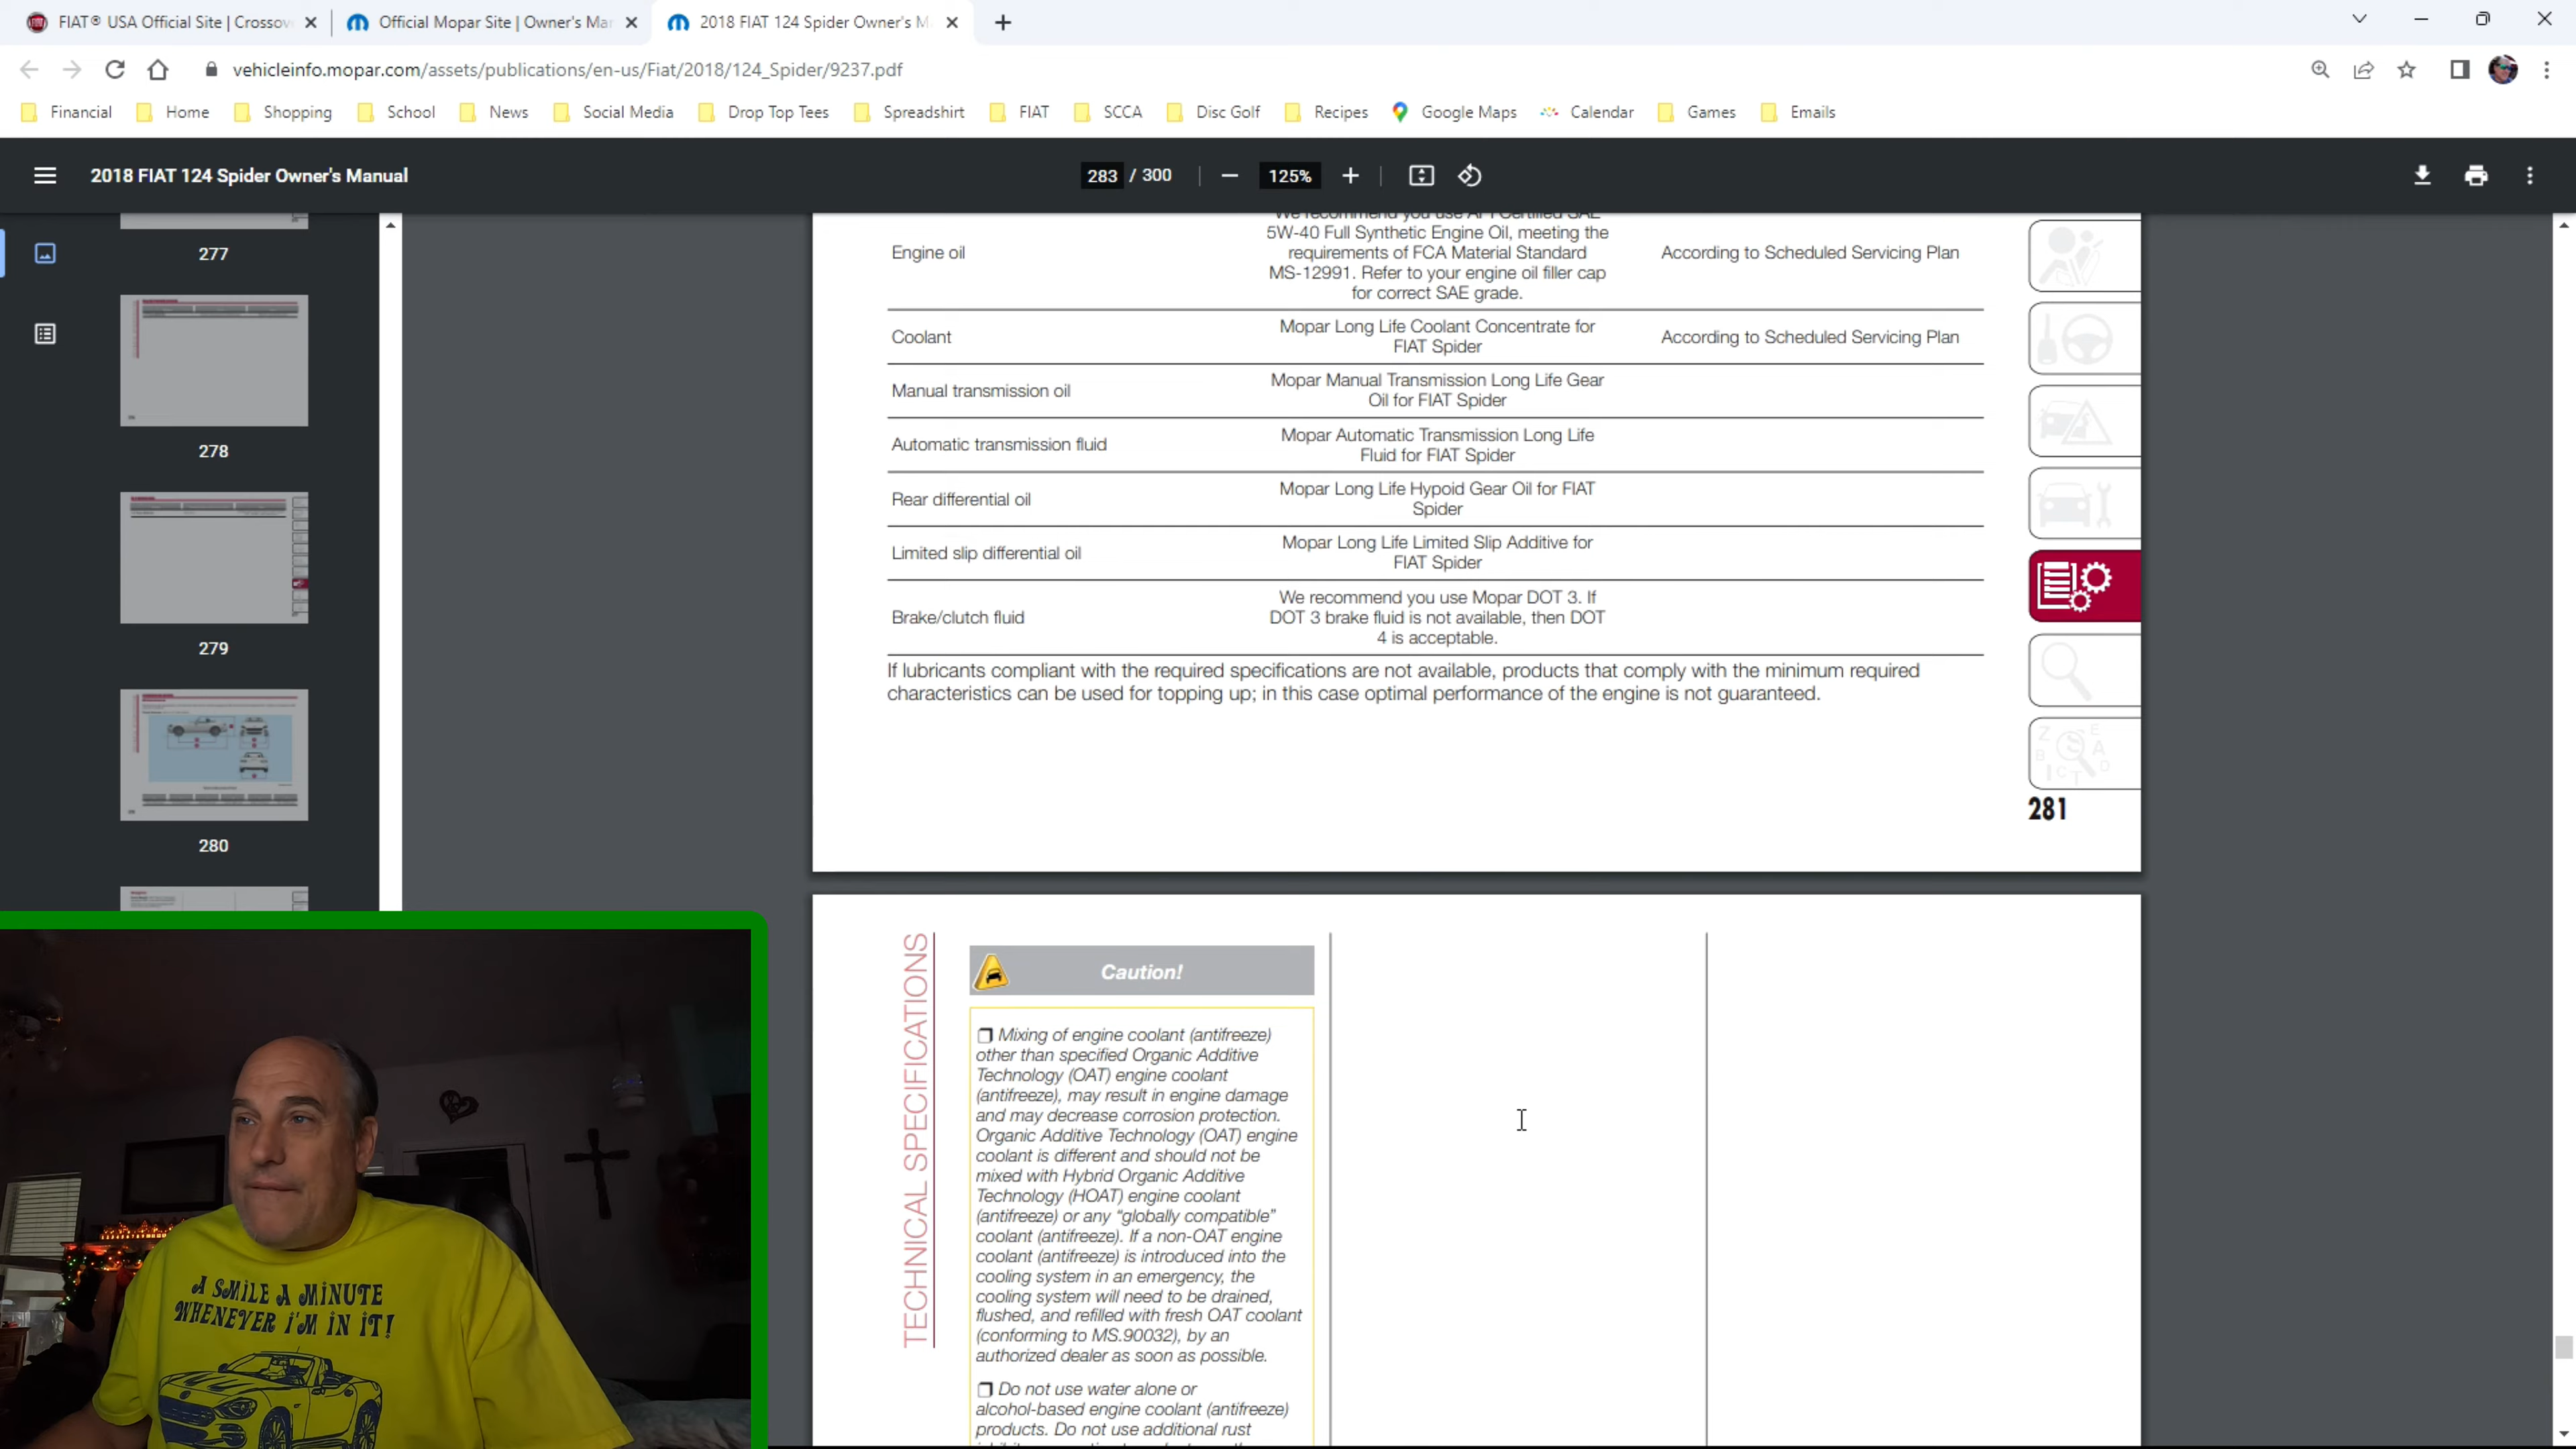 FIAT® USA Official Site | Crossov
Official Mopar Site | Owner's Mar
2018 FIAT 124 Spider Owner's M
vehicleinfo.mopar.com/assets/publications/en-us/Fiat/2018/124_Spider/9237.pdf
Financial Home Shopping School News Social Media Drop Top Tees Spreadshirt FIAT SCCA Disc Golf Recipes Google Maps Calendar Games Emails
2018 FIAT 124 Spider Owner's Manual
283 / 300
125%
277
278
279
280
We recommend you use API Certified SAE
5W-40 Full Synthetic Engine Oil, meeting the
Engine oil requirements of FCA Material Standard According to Scheduled Servicing Plan
MS-12991. Refer to your engine oil filler cap
for correct SAE grade.
Coolant Mopar Long Life Coolant Concentrate for According to Scheduled Servicing Plan
FIAT Spider
Manual transmission oil Mopar Manual Transmission Long Life Gear
Oil for FIAT Spider
Automatic transmission fluid Mopar Automatic Transmission Long Life
Fluid for FIAT Spider
Rear differential oil Mopar Long Life Hypoid Gear Oil for FIAT
Spider
Limited slip differential oil Mopar Long Life Limited Slip Additive for
FIAT Spider
We recommend you use Mopar DOT 3. If
Brake/clutch fluid DOT 3 brake fluid is not available, then DOT
4 is acceptable.
If lubricants compliant with the required specifications are not available, products that comply with the minimum required
characteristics can be used for topping up; in this case optimal performance of the engine is not guaranteed.
281
TECHNICAL SPECIFICATIONS
Caution!
❒ Mixing of engine coolant (antifreeze)
other than specified Organic Additive
Technology (OAT) engine coolant
(antifreeze), may result in engine damage
and may decrease corrosion protection.
Organic Additive Technology (OAT) engine
coolant is different and should not be
mixed with Hybrid Organic Additive
Technology (HOAT) engine coolant
(antifreeze) or any “globally compatible”
coolant (antifreeze). If a non-OAT engine
coolant (antifreeze) is introduced into the
cooling system in an emergency, the
cooling system will need to be drained,
flushed, and refilled with fresh OAT coolant
(conforming to MS.90032), by an
authorized dealer as soon as possible.
❒ Do not use water alone or
alcohol-based engine coolant (antifreeze)
products. Do not use additional rust
A SMILE A MINUTE
WHENEVER I'M IN IT!